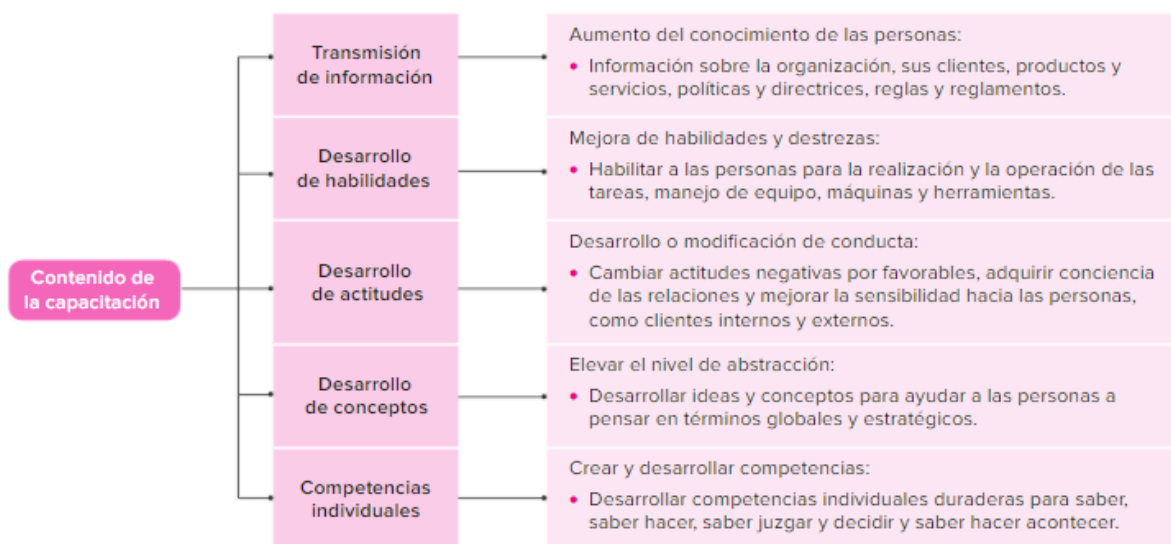 Contenido de
la capacitación
Transmisión
de información
Aumento del conocimiento de las personas:
• Información sobre la organización, sus clientes, productos y
servicios, políticas y directrices, reglas y reglamentos.
Desarrollo
de habilidades
Mejora de habilidades y destrezas:
• Habilitar a las personas para la realización y la operación de las
tareas, manejo de equipo, máquinas y herramientas.
Desarrollo
de actitudes
Desarrollo o modificación de conducta:
• Cambiar actitudes negativas por favorables, adquirir conciencia
de las relaciones y mejorar la sensibilidad hacia las personas,
como clientes internos y externos.
Desarrollo
de conceptos
Elevar el nivel de abstracción:
• Desarrollar ideas y conceptos para ayudar a las personas a
pensar en términos globales y estratégicos.
Competencias
individuales
Crear y desarrollar competencias:
• Desarrollar competencias individuales duraderas para saber,
saber hacer, saber juzgar y decidir y saber hacer acontecer.